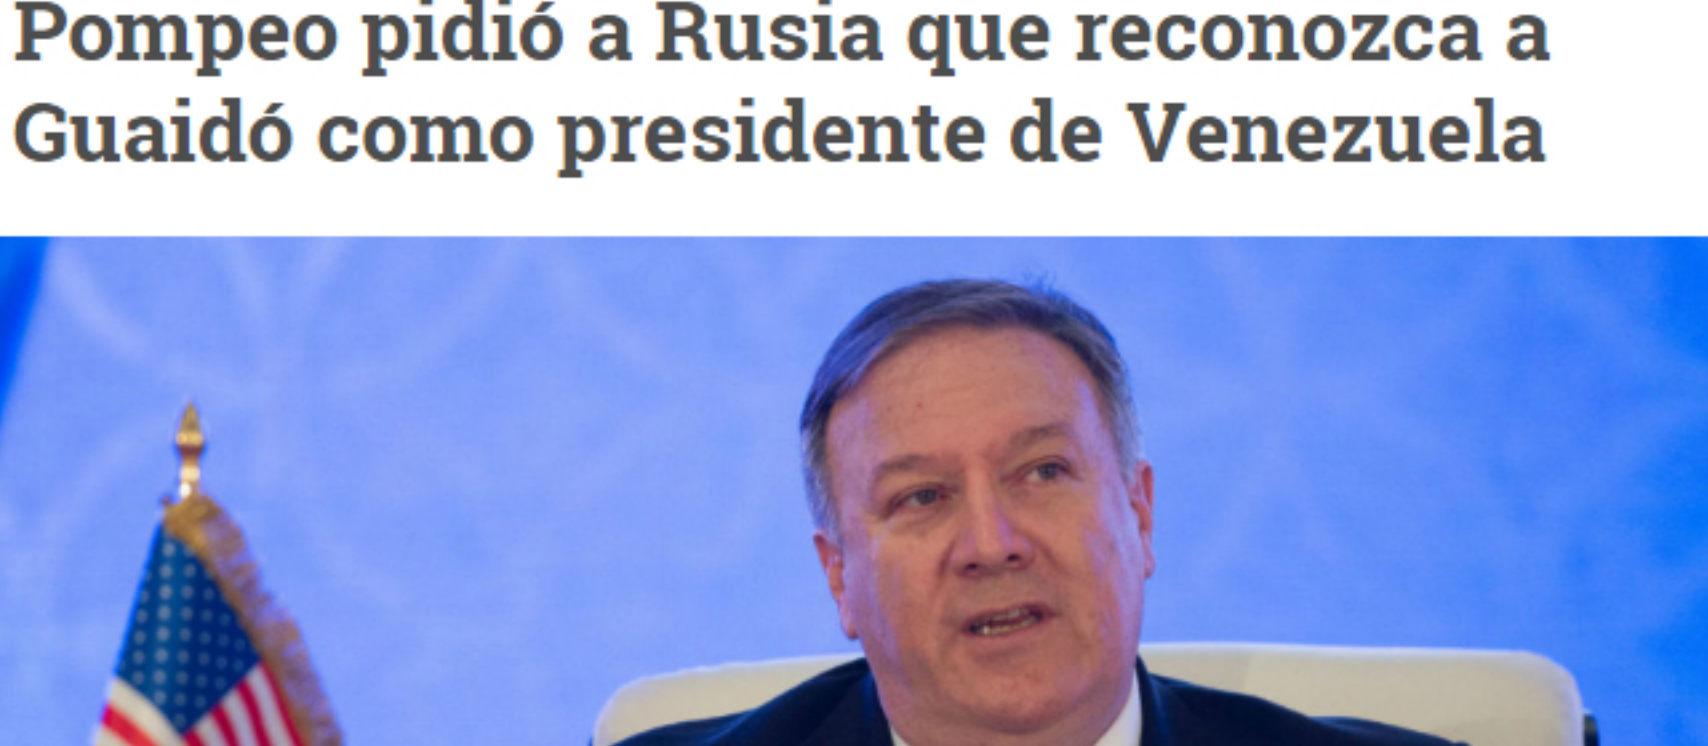 Pompeo pidió a Rusia que reconozca a
Guaidó como presidente de Venezuela